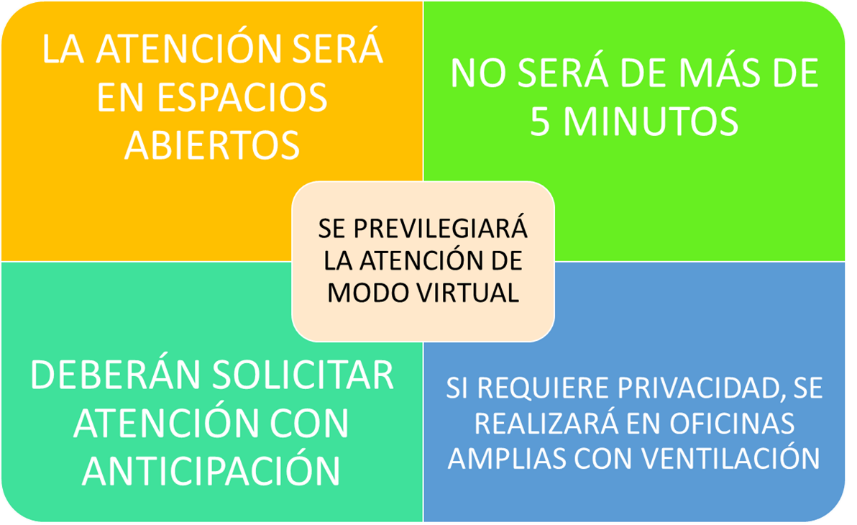 LA ATENCIÓN SERÁ
EN ESPACIOS
ABIERTOS
NO SERÁ DE MÁS DE
5 MINUTOS
SE PREVILEGIARÁ
LA ATENCIÓN DE
MODO VIRTUAL
DEBERÁN SOLICITAR
ATENCIÓN CON
ANTICIPACIÓN
SI REQUIERE PRIVACIDAD, SE
REALIZARÁ EN OFICINAS
AMPLIAS CON VENTILACIÓN